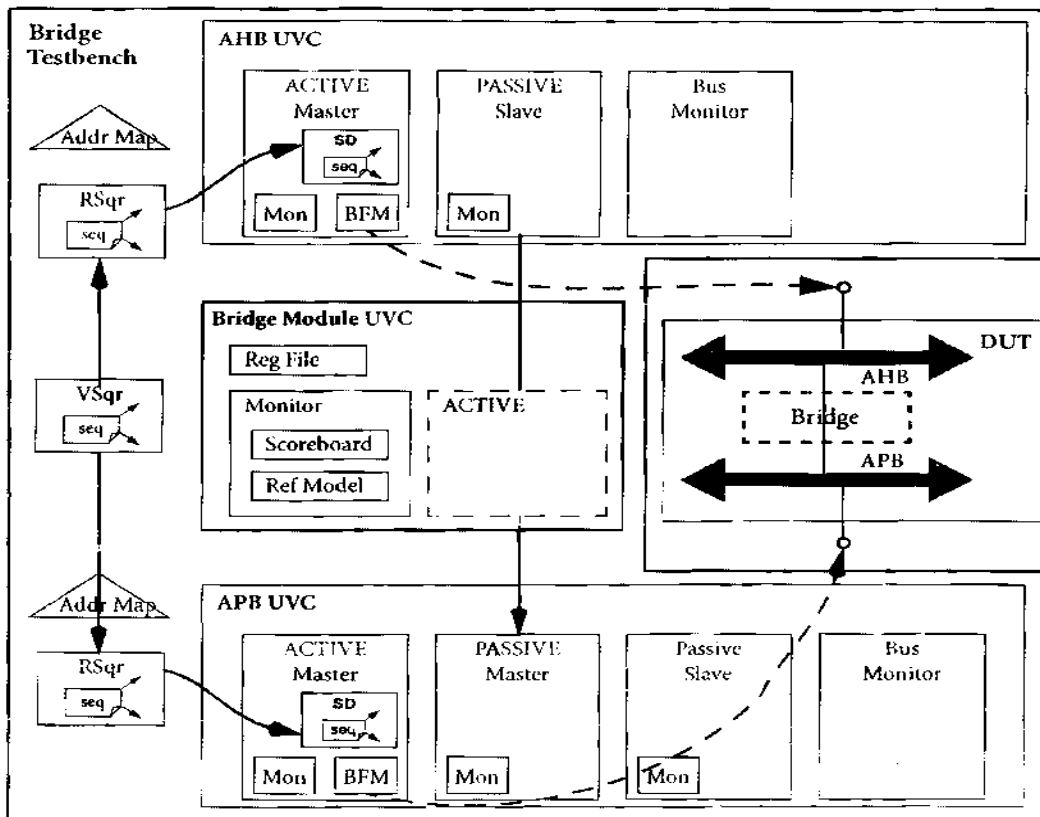 Bridge
Testbench
AHB UVC
ACTIVE
Master
SD
seq
Mon
BFM
PASSIVE
Slave
Mon
Bus
Monitor
Addr Map
RSqr
seq
VSqr
seq
Bridge Module UVC
Reg File
Monitor
Scoreboard
Ref Model
ACTIVE
DUT
AHB
Bridge
APB
Addr Map
RSqr
seq
APB UVC
ACTIVE
Master
SD
seq
Mon
BFM
PASSIVE
Master
Mon
Passive
Slave
Mon
Bus
Monitor